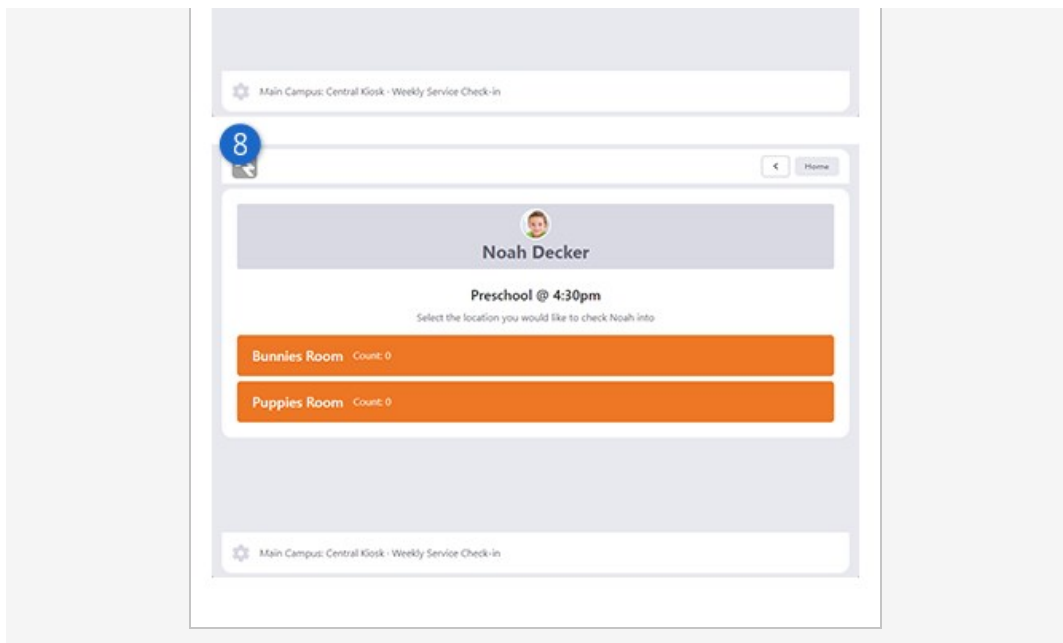 Main Campus: Central Kiosk - Weekly Service Check-in
8
Home
Noah Decker
Preschool @ 4:30pm
Select the location you would like to check Noah into
Bunnies Room Count: 0
Puppies Room Count: 0
Main Campus: Central Kiosk - Weekly Service Check-in